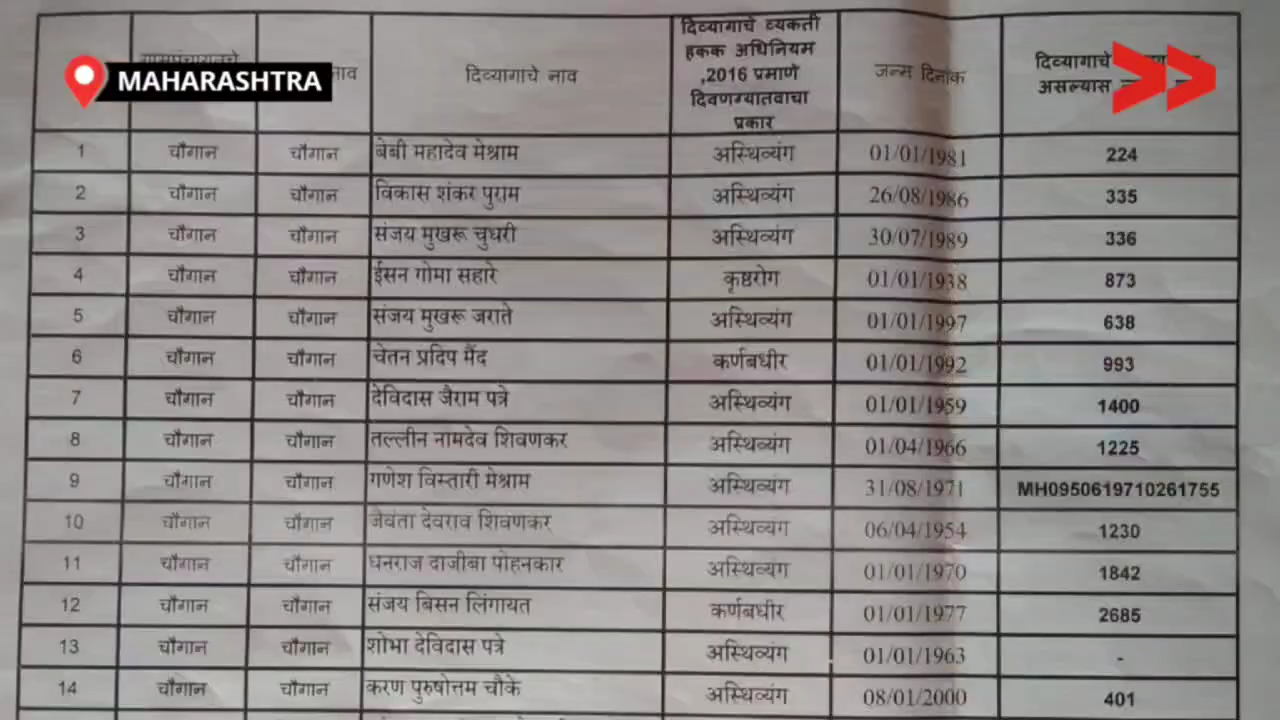 MAHARASHTRA
नाव
दिव्यागाचे नाव
दिव्यागाचे व्यकती
हकक अधिनियम
,2016 प्रमाणे
दिवणग्यातवाचा
प्रकार
जन्म दिनांक
दिव्यागाचे
असल्यास
1 चौगान चौगान बेबी महादेव मेश्राम अस्थिव्यंग 01/01/1981 224
2 चौगान चौगान विकास शंकर पुराम अस्थिव्यंग 26/08/1986 335
3 चौगान चौगान संजय मुखरू चुधरी अस्थिव्यंग 30/07/1989 336
4 चौगान चौगान ईसन गोमा सहारे कृष्ठरोग 01/01/1938 873
5 चौगान चौगान संजय मुखरू जराते अस्थिव्यंग 01/01/1997 638
6 चौगान चौगान चेतन प्रदिप मैंद कर्णबधीर 01/01/1992 993
7 चौगान चौगान देविदास जैराम पत्रे अस्थिव्यंग 01/01/1959 1400
8 चौगान चौगान तल्लीन नामदेव शिवणकर अस्थिव्यंग 01/04/1966 1225
9 चौगान चौगान गणेश विस्तारी मेश्राम अस्थिव्यंग 31/08/1971 MH0950619710261755
10 चौगान चौगान जेवता देवराव शिवणकर अस्थिव्यंग 06/04/1954 1230
11 चौगान चौगान धनराज दाजीबा पोहनकार अस्थिव्यंग 01/01/1970 1842
12 चौगान चौगान संजय बिसन लिंगायत कर्णबधीर 01/01/1977 2685
13 चौगान चौगान शोभा देविदास पत्रे अस्थिव्यंग 01/01/1963 -
14 चौगान चौगान करण पुरुषोत्तम चौके अस्थिव्यंग 08/01/2000 401